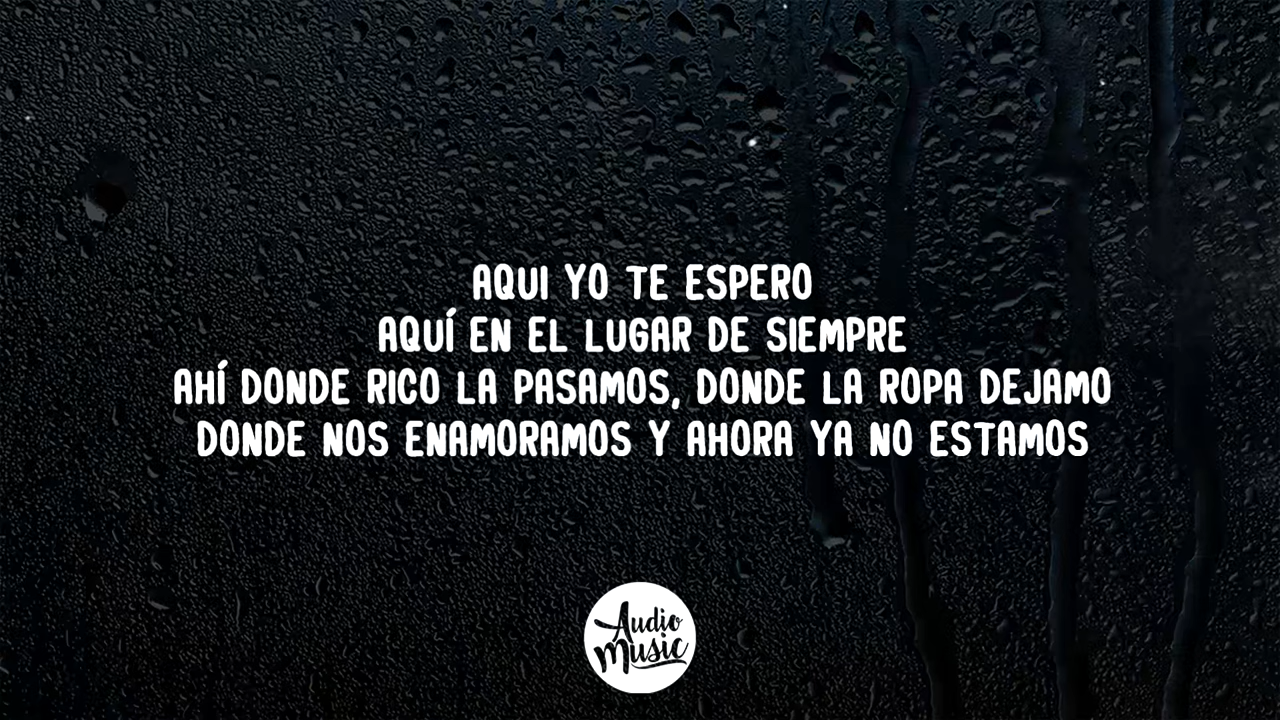 AQUI YO TE ESPERO
AQUÍ EN EL LUGAR DE SIEMPRE
AHÍ DONDE RICO LA PASAMOS, DONDE LA ROPA DEJAMO
DONDE NOS ENAMORAMOS Y AHORA YA NO ESTAMOS
Audio
Music